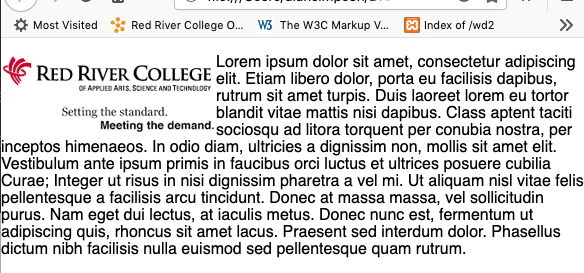 Most Visited Red River College O... The W3C Markup V... Index of /wd2
RED RIVER COLLEGE
OF APPLIED ARTS, SCIENCE AND TECHNOLOGY
Setting the standard.
Meeting the demand.
Lorem ipsum dolor sit amet, consectetur adipiscing
elit. Etiam libero dolor, porta eu facilisis dapibus,
rutrum sit amet turpis. Duis laoreet lorem eu tortor
blandit vitae mattis nisi dapibus. Class aptent taciti
sociosqu ad litora torquent per conubia nostra, per
inceptos himenaeos. In odio diam, ultricies a dignissim non, mollis sit amet elit.
Vestibulum ante ipsum primis in faucibus orci luctus et ultrices posuere cubilia
Curae; Integer ut risus in nisi dignissim pharetra a vel mi. Ut aliquam nisl vitae felis
pellentesque a facilisis arcu tincidunt. Donec at massa massa, vel sollicitudin
purus. Nam eget dui lectus, at iaculis metus. Donec nunc est, fermentum ut
adipiscing quis, rhoncus sit amet lacus. Praesent sed interdum dolor. Phasellus
dictum nibh facilisis nulla euismod sed pellentesque quam rutrum.